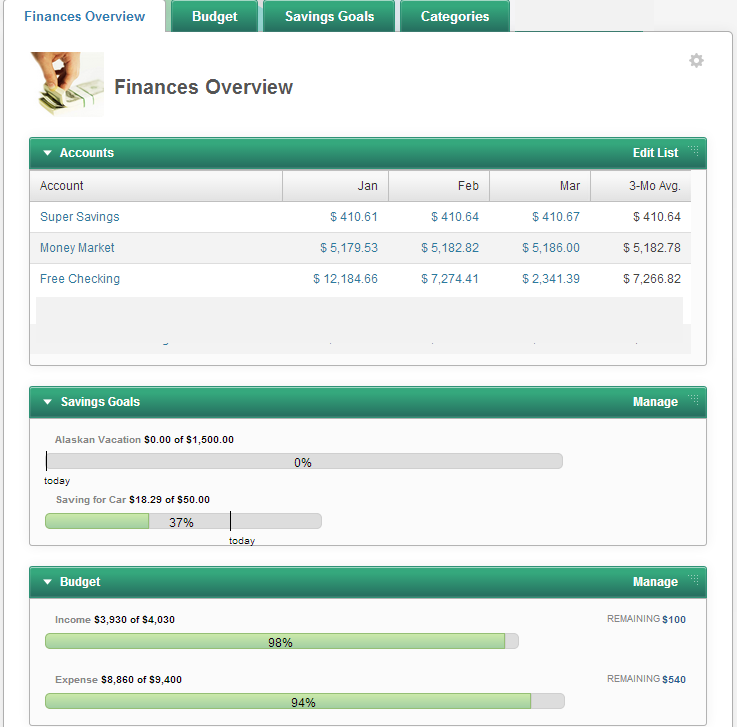 Finances Overview Budget Savings Goals Categories
Finances Overview
Accounts Edit List
Account Jan Feb Mar 3-Mo Avg.
Super Savings $ 410.61 $ 410.64 $ 410.67 $ 410.64
Money Market $ 5,179.53 $ 5,182.82 $ 5,186.00 $ 5,182.78
Free Checking $ 12,184.66 $ 7,274.41 $ 2,341.39 $ 7,266.82
Savings Goals Manage
Alaskan Vacation $0.00 of $1,500.00
0%
today
Saving for Car $18.29 of $50.00
37%
today
Budget Manage
Income $3,930 of $4,030 REMAINING $100
98%
Expense $8,860 of $9,400 REMAINING $540
94%